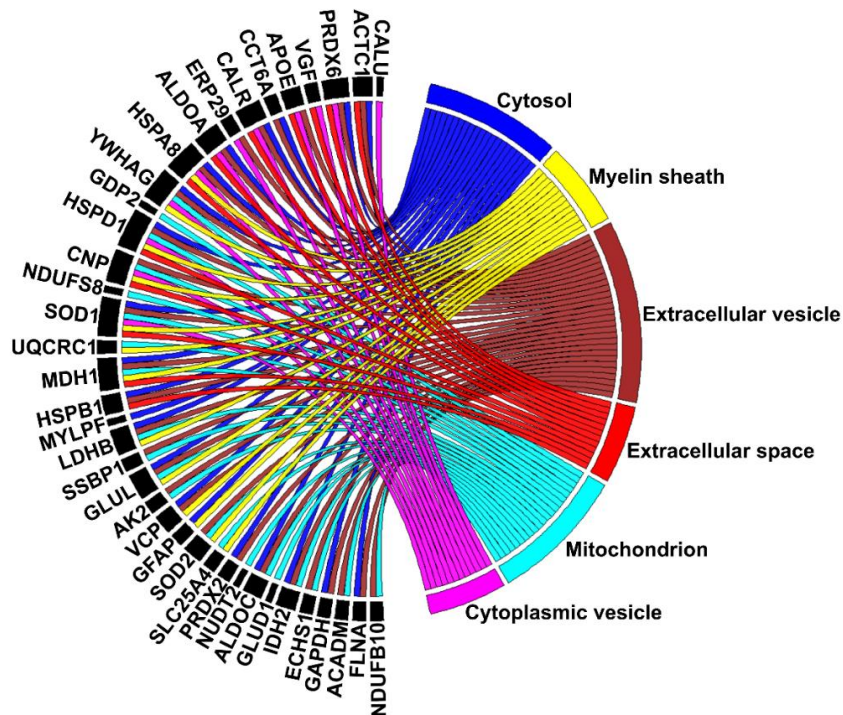 CALU
ACTC1
PRDX6
VGF
APOE
CCT6A
CALR
ERP29
ALDOA
HSPA8
YWHAG
GDP2
HSPD1
CNP
NDUFS8
SOD1
UQCRC1
MDH1
HSPB1
MYLPF
LDHB
SSBP1
GLUL
AK2
VCP
GFAP
SOD2
SLC25A4
PRDX2
NUDT2
ALDOC
GLUD1
IDH2
ECHS1
GAPDH
ACADM
FLNA
NDUFB10
Cytosol
Myelin sheath
Extracellular vesicle
Extracellular space
Mitochondrion
Cytoplasmic vesicle